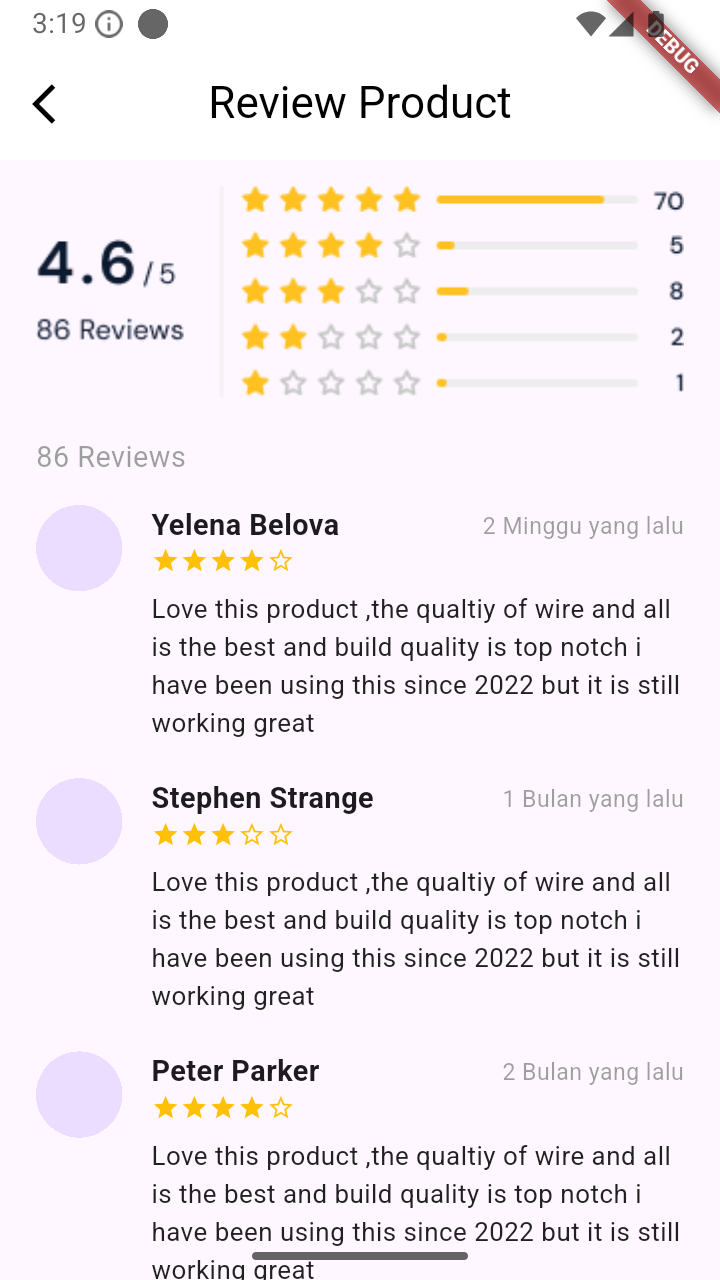 3:19
DEBUG
Review Product
4.6 / 5
86 Reviews
70
5
8
2
1
86 Reviews
Yelena Belova
2 Minggu yang lalu
Love this product ,the qualtiy of wire and all
is the best and build quality is top notch i
have been using this since 2022 but it is still
working great
Stephen Strange
1 Bulan yang lalu
Love this product ,the qualtiy of wire and all
is the best and build quality is top notch i
have been using this since 2022 but it is still
working great
Peter Parker
2 Bulan yang lalu
Love this product ,the qualtiy of wire and all
is the best and build quality is top notch i
have been using this since 2022 but it is still
working great